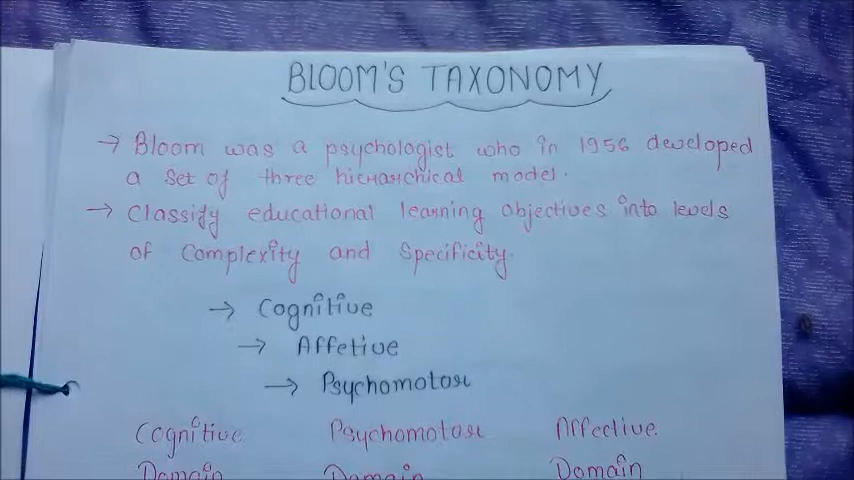 BLOOM'S TAXONOMY
→ Bloom was a psychologist who in 1956 developed
a set of three hierarchical model.
→ Classify educational learning objectives into levels
of Complexity and Specificity.
→ Cognitive
→ Affetive
→ Psychomotor
Cognitive Psychomotor Affective
Domain Domain Domain